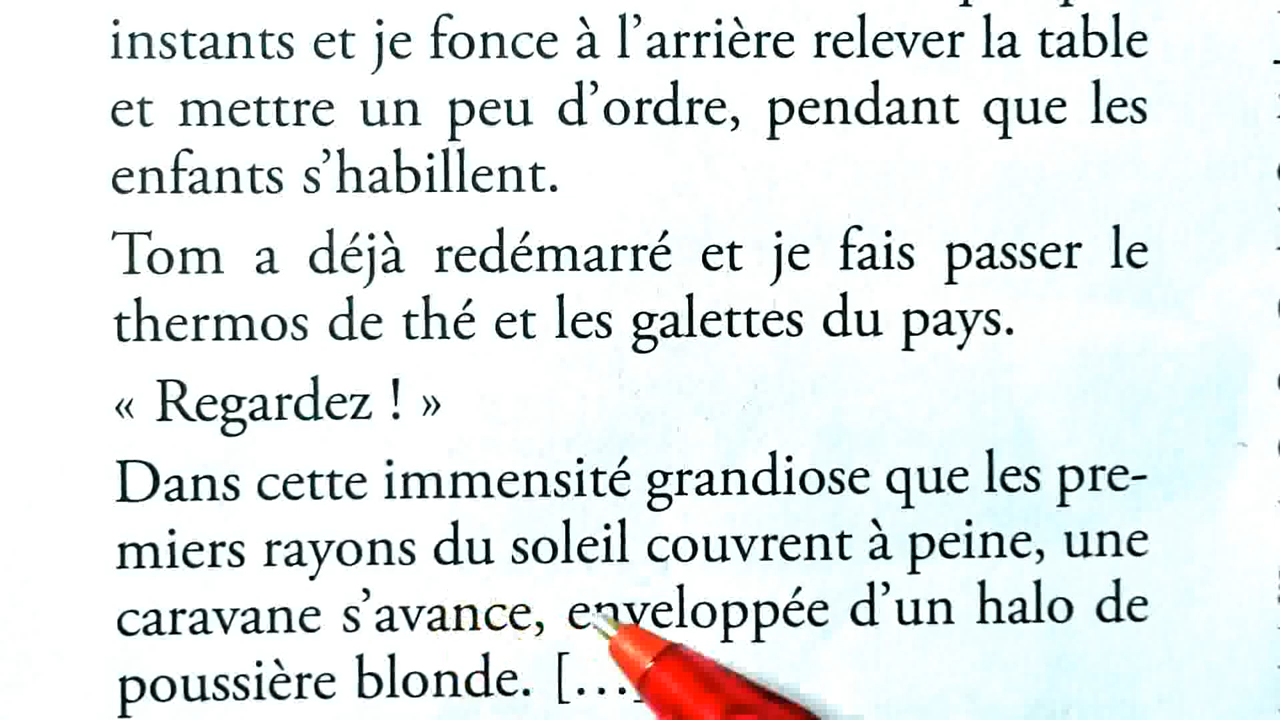 instants et je fonce à l'arrière relever la table
et mettre un peu d'ordre, pendant que les
enfants s'habillent.
Tom a déjà redémarré et je fais passer le
thermos de thé et les galettes du pays.
« Regardez ! »
Dans cette immensité grandiose que les pre-
miers rayons du soleil couvrent à peine, une
caravane s'avance, enveloppée d'un halo de
poussière blonde. [...